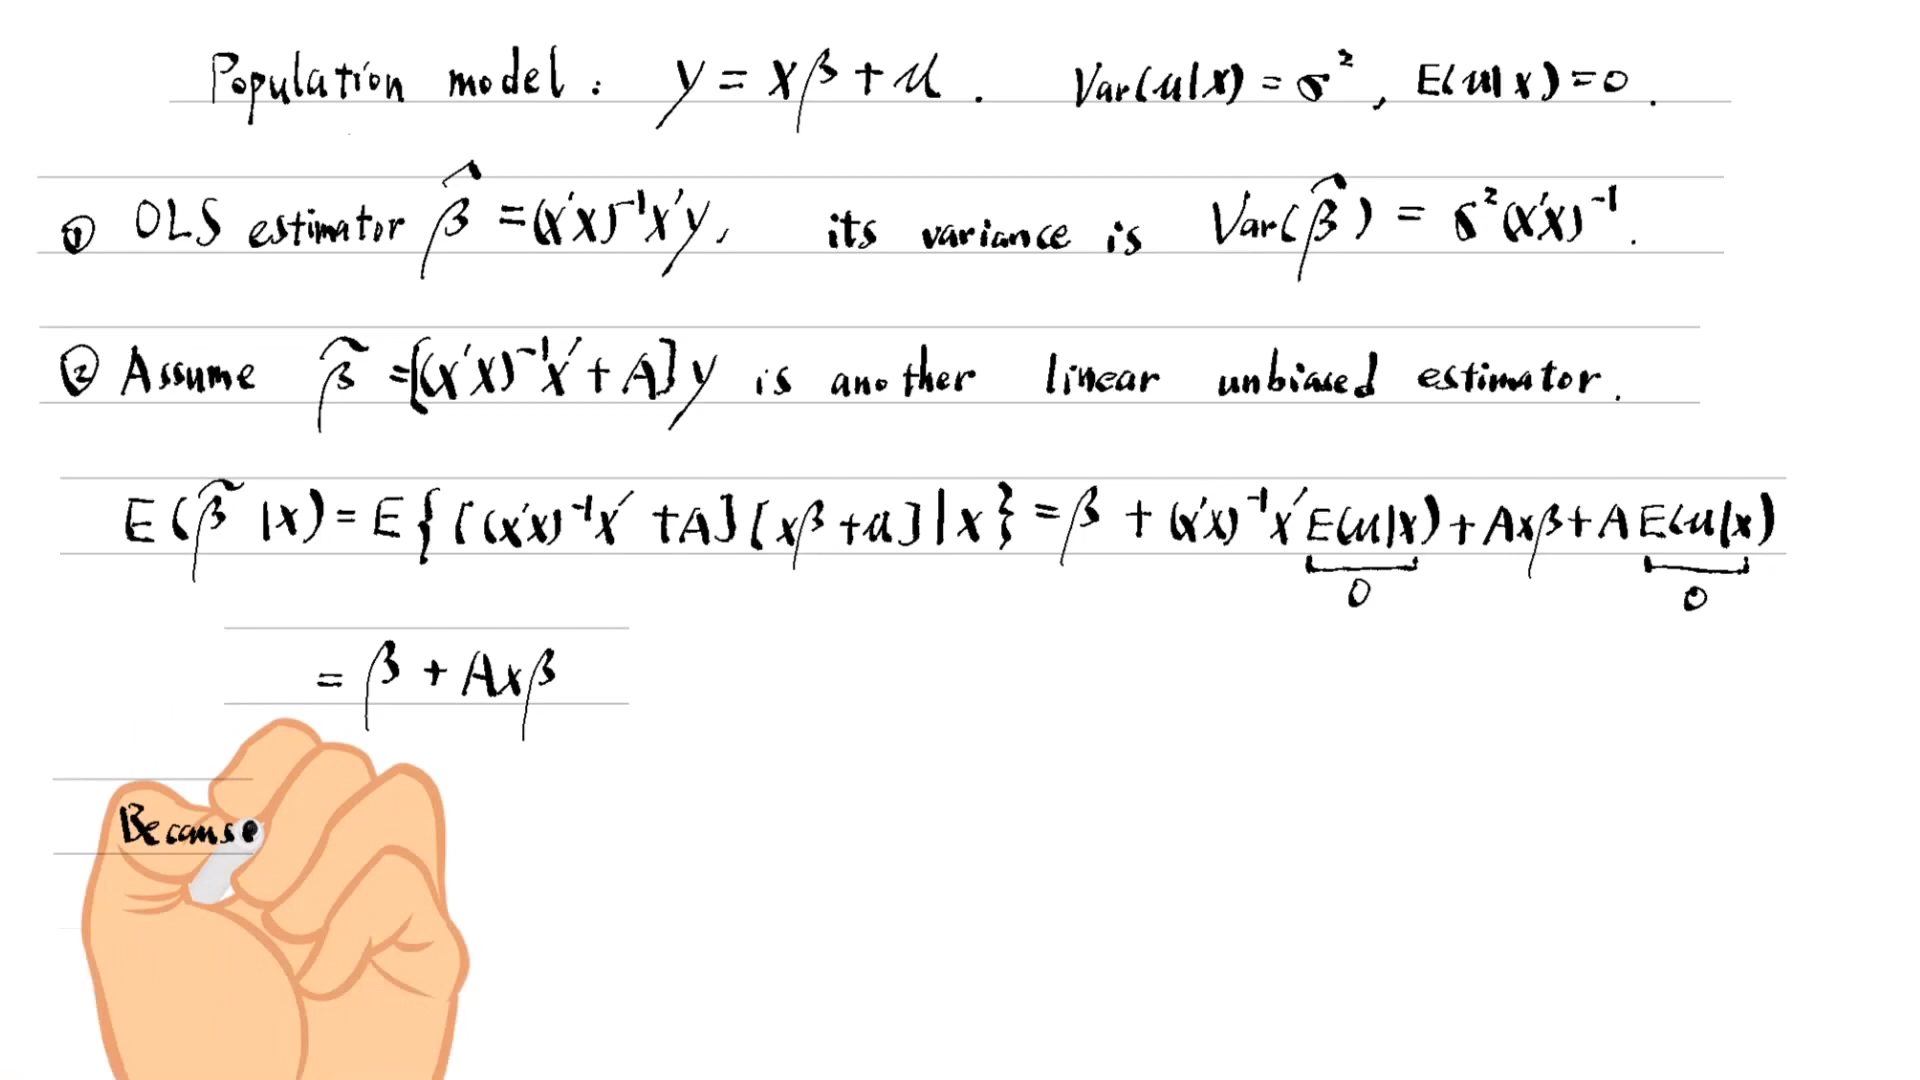 Population model : y = xβ + u . Var(u|x) = σ² , E(u|x) = 0 .
① OLS estimator β̂ = (x'x)⁻¹x'y , its variance is Var(β̂) = σ²(x'x)⁻¹ .
② Assume β̃ = [(x'x)⁻¹x' + A] y is another linear unbiased estimator .
E(β̃ |x) = E{[(x'x)⁻¹x' + A][xβ + u]|x} = β + (x'x)⁻¹x'E(u|x) + Axβ + A E(u|x)
0 0
= β + Axβ
Because